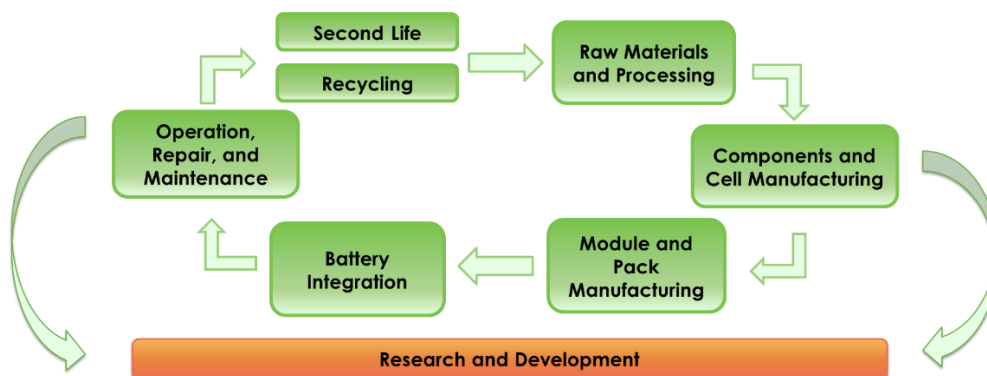 Second Life
Recycling
Raw Materials
and Processing
Operation,
Repair, and
Maintenance
Components and
Cell Manufacturing
Battery
Integration
Module and
Pack
Manufacturing
Research and Development